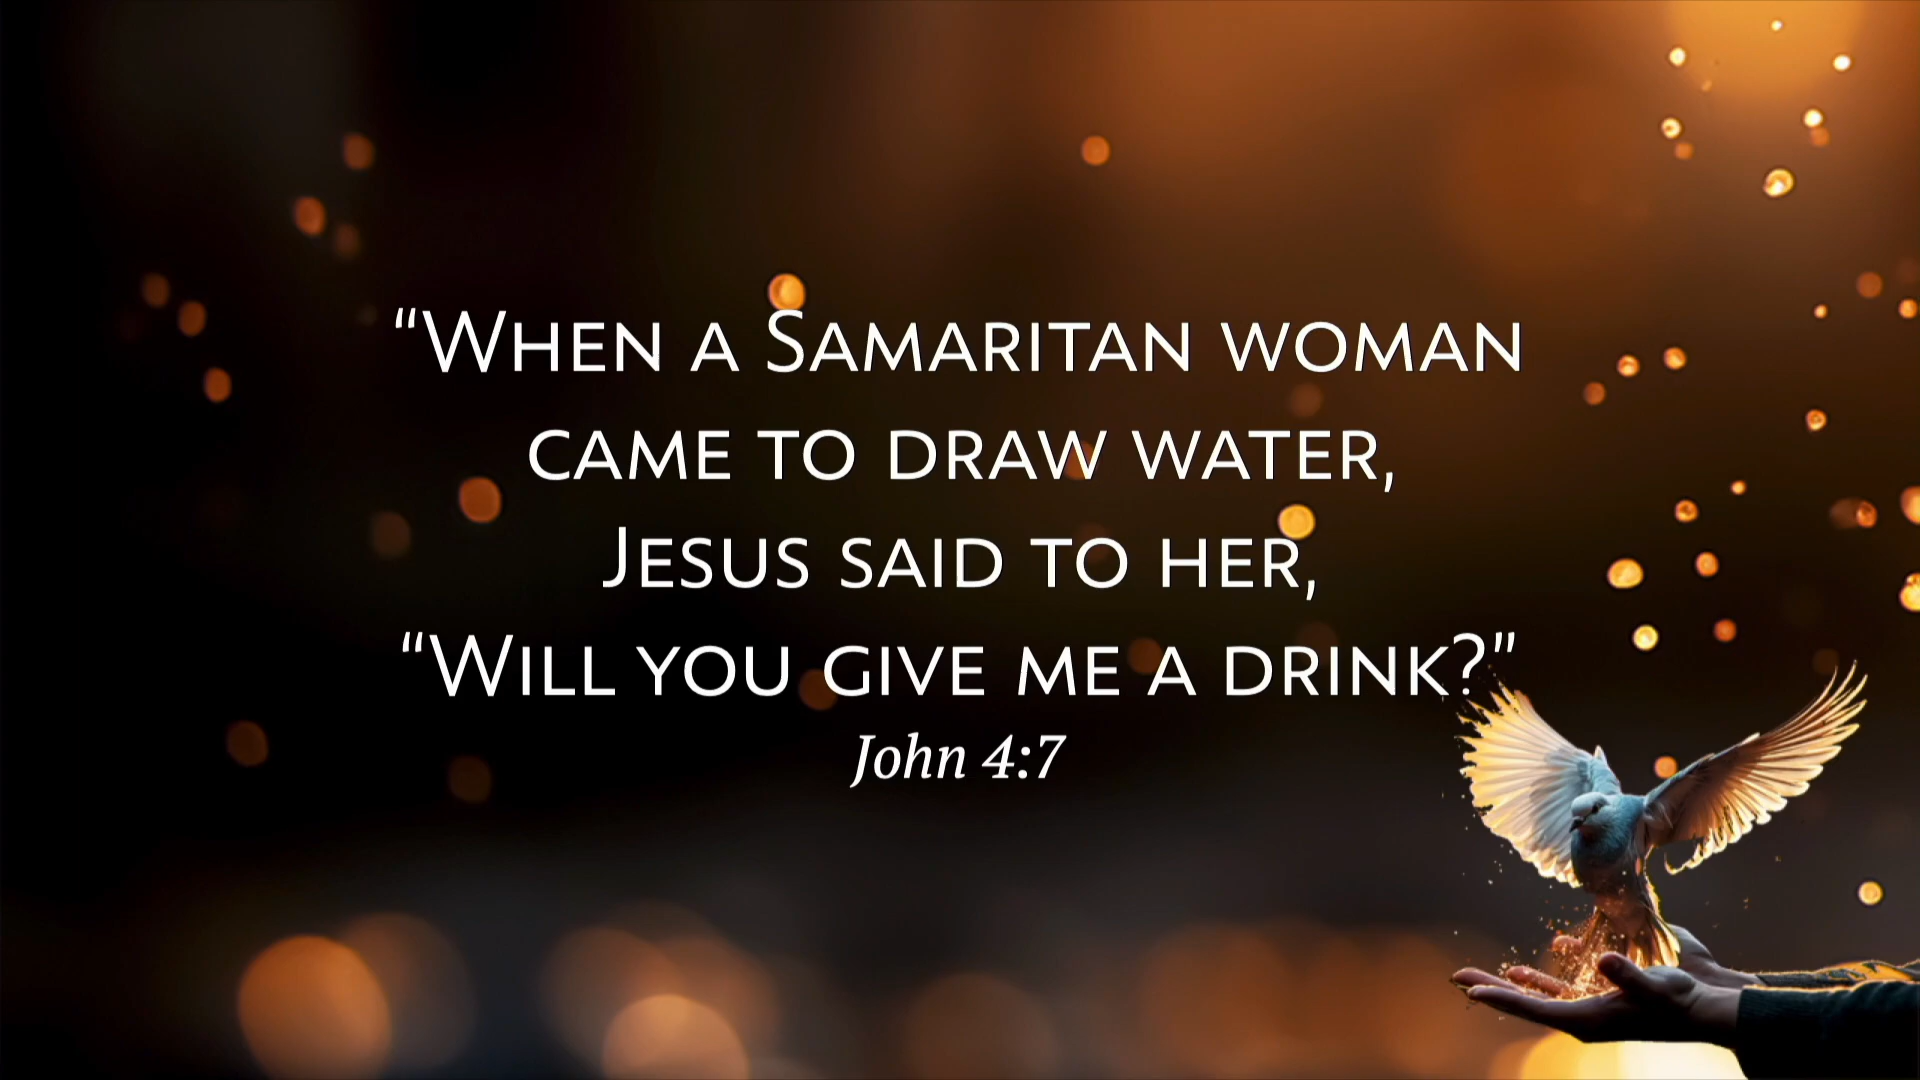 “When a Samaritan woman
came to draw water,
Jesus said to her,
“Will you give me a drink?”
John 4:7